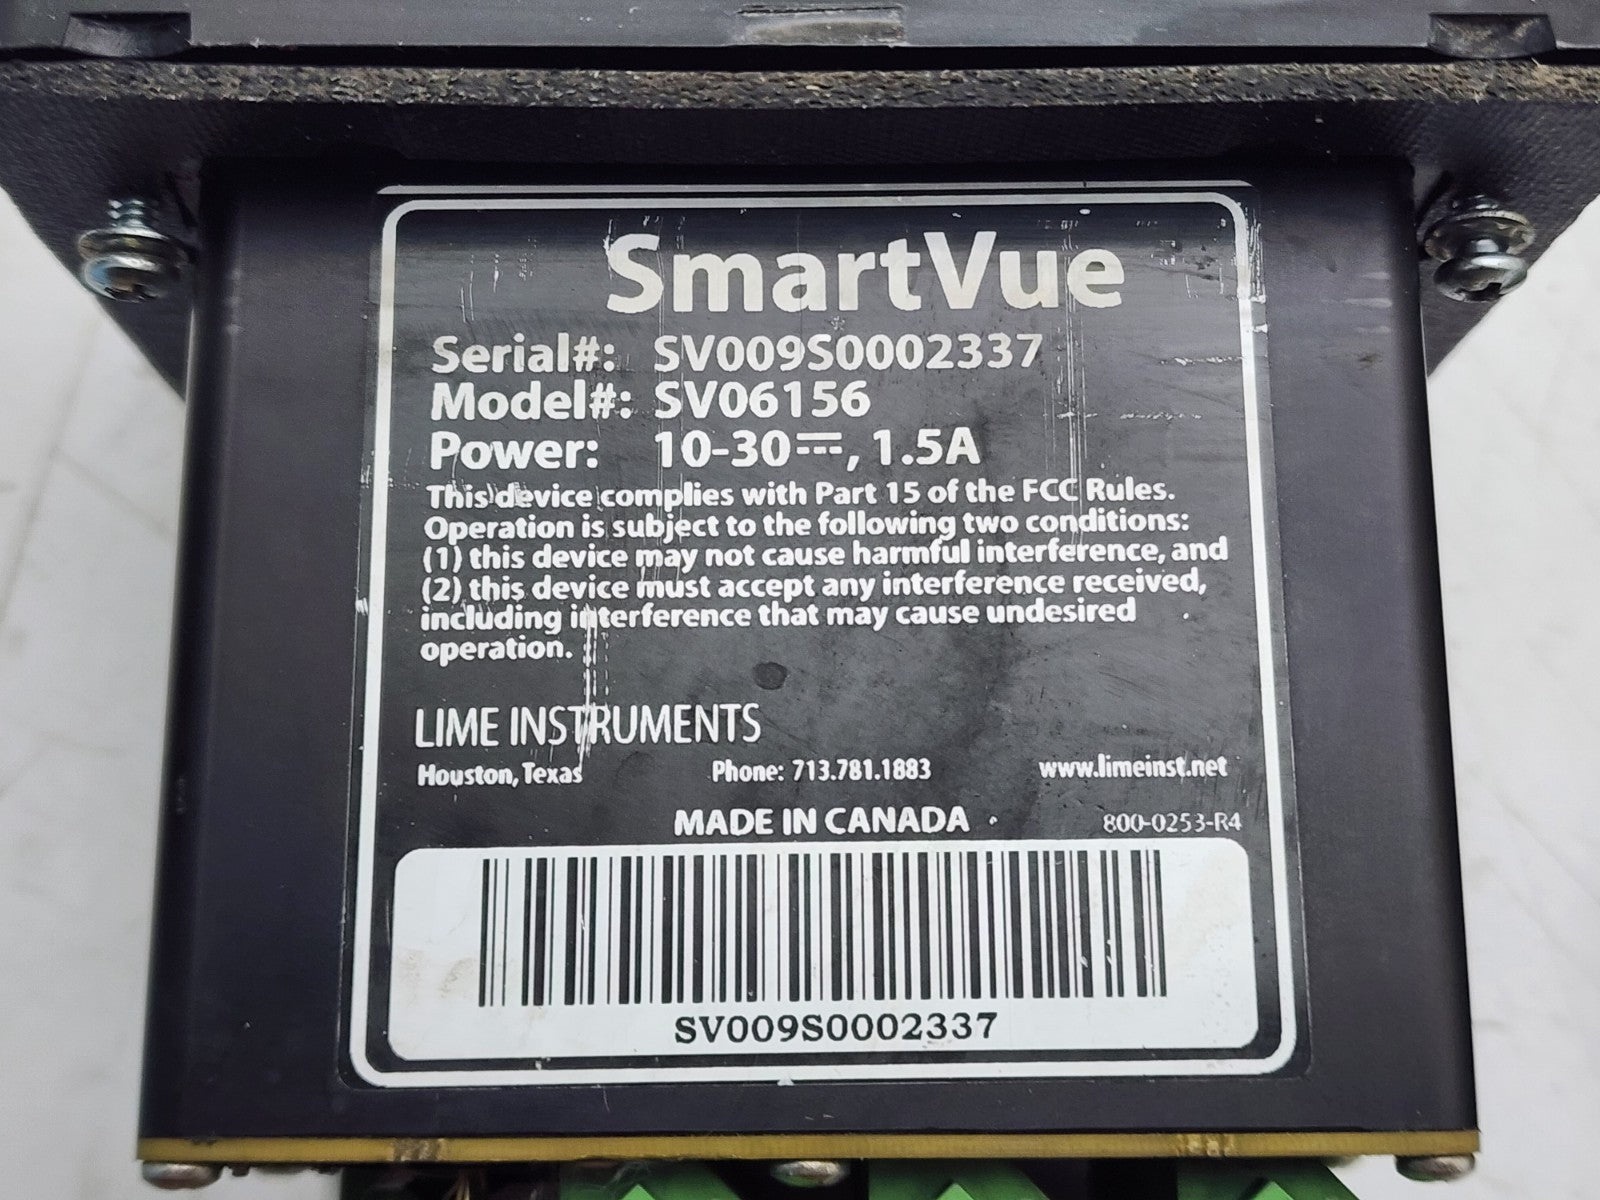 SmartVue
Serial#: SV009S0002337
Model#: SV06156
Power: 10-30⎓, 1.5A
This device complies with Part 15 of the FCC Rules.
Operation is subject to the following two conditions:
(1) this device may not cause harmful interference, and
(2) this device must accept any interference received,
including interference that may cause undesired
operation.
LIME INSTRUMENTS
Houston, Texas Phone: 713.781.1883 www.limeinst.net
MADE IN CANADA 800-0253-R4
SV009S0002337